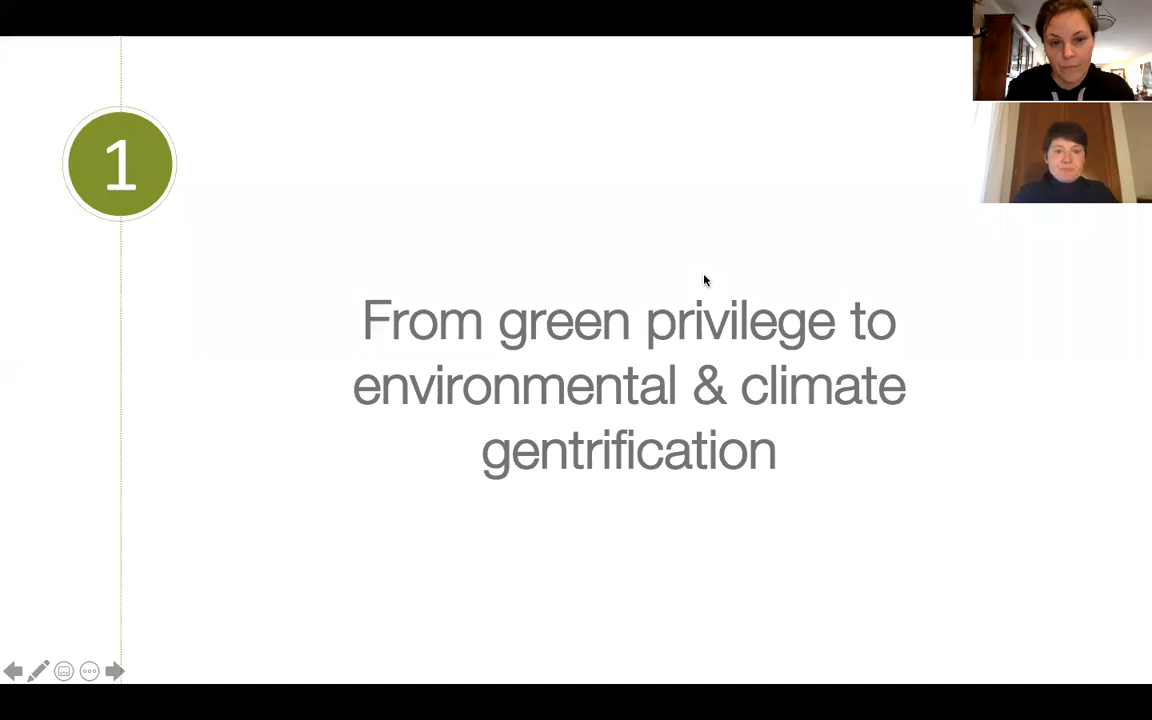 1
From green privilege to
environmental & climate
gentrification